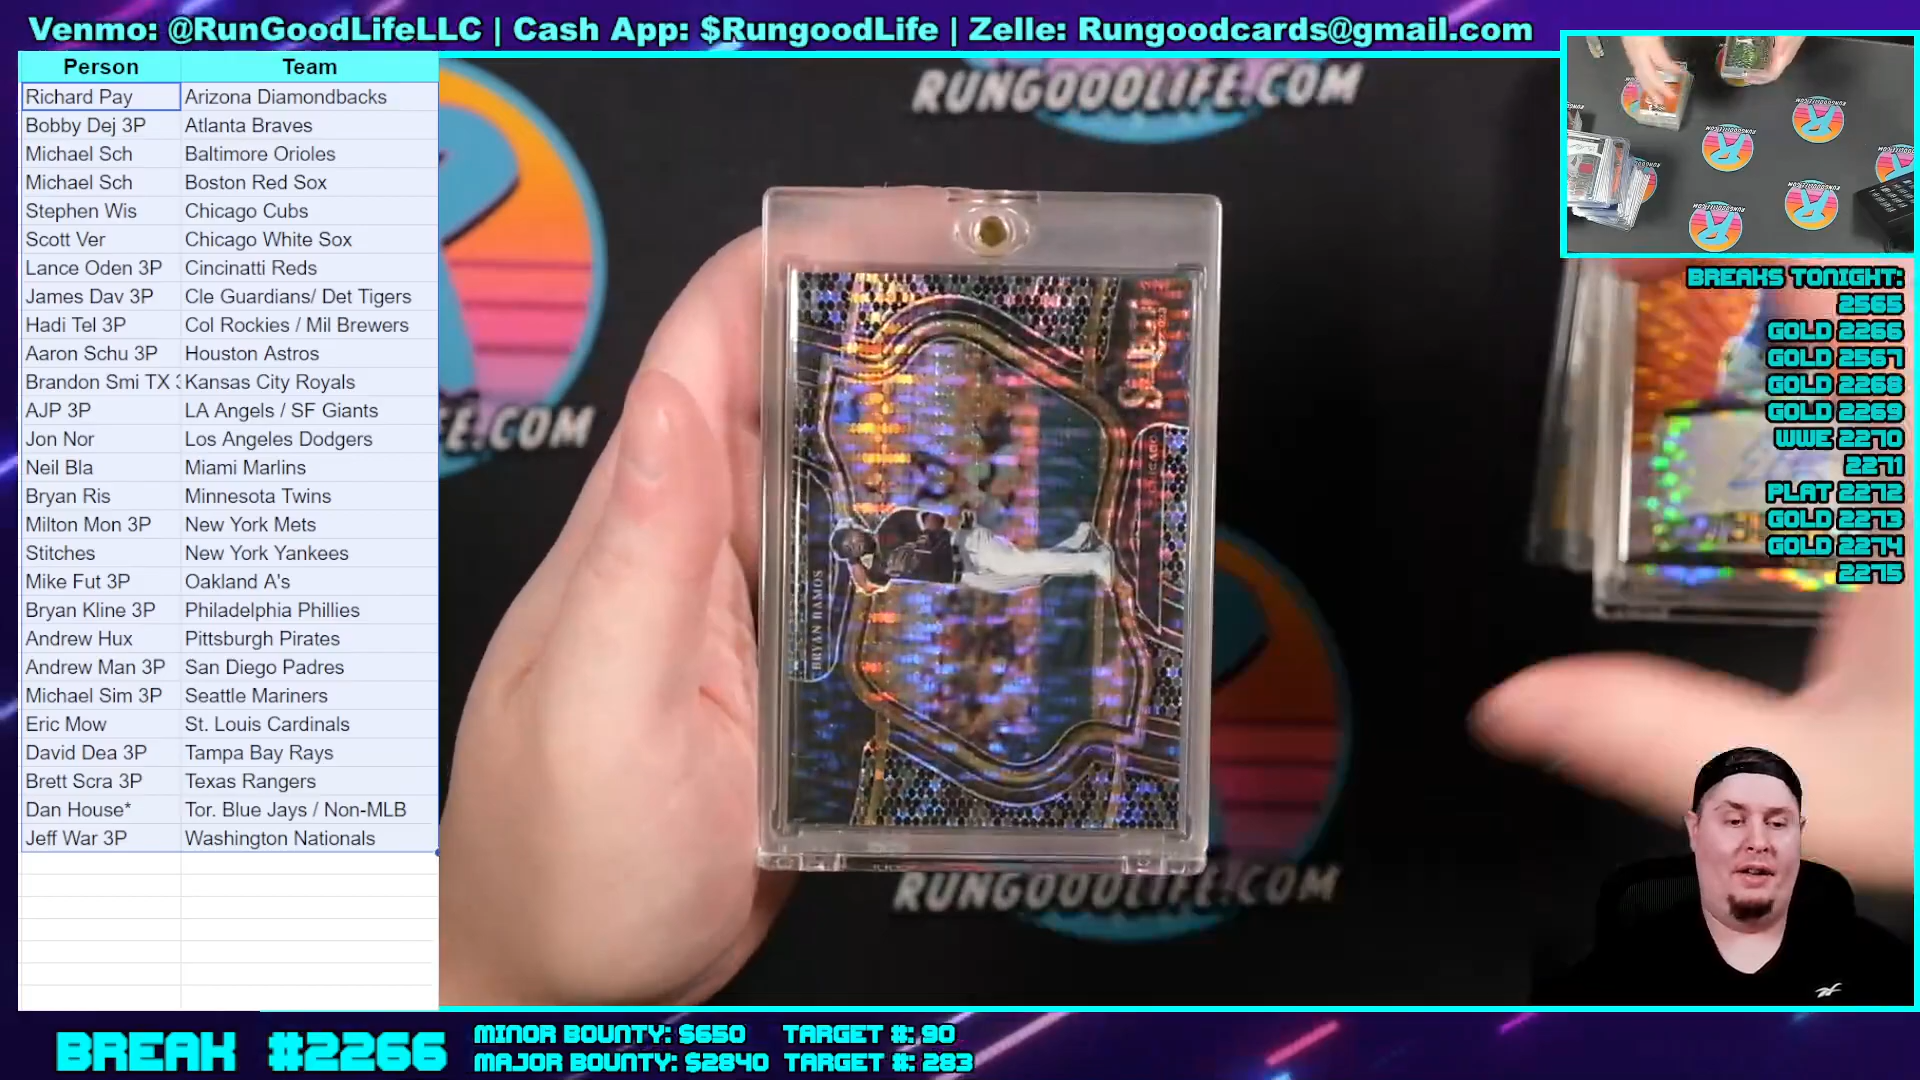 Venmo: @RunGoodLifeLLC | Cash App: $RungoodLife | Zelle: Rungoodcards@gmail.com
Person Team
Richard Pay Arizona Diamondbacks
Bobby Dej 3P Atlanta Braves
Michael Sch Baltimore Orioles
Michael Sch Boston Red Sox
Stephen Wis Chicago Cubs
Scott Ver Chicago White Sox
Lance Oden 3P Cincinatti Reds
James Dav 3P Cle Guardians/ Det Tigers
Hadi Tel 3P Col Rockies / Mil Brewers
Aaron Schu 3P Houston Astros
Brandon Smi TX Kansas City Royals
AJP 3P LA Angels / SF Giants
Jon Nor Los Angeles Dodgers
Neil Bla Miami Marlins
Bryan Ris Minnesota Twins
Milton Mon 3P New York Mets
Stitches New York Yankees
Mike Fut 3P Oakland A's
Bryan Kline 3P Philadelphia Phillies
Andrew Hux Pittsburgh Pirates
Andrew Man 3P San Diego Padres
Michael Sim 3P Seattle Mariners
Eric Mow St. Louis Cardinals
David Dea 3P Tampa Bay Rays
Brett Scra 3P Texas Rangers
Dan House* Tor. Blue Jays / Non-MLB
Jeff War 3P Washington Nationals
RUNGOOODLIFE!.COM
FE!.COM
BRYAN RAMOS
CHICAGO
RUNGOOODLIFE!.COM
BREAKS TONIGHT:
2565
GOLD 2266
GOLD 2567
GOLD 2268
GOLD 2269
WWE 2270
2271
PLAT 2272
GOLD 2273
GOLD 2274
2275
BREAK #2266
MINOR BOUNTY: $650 TARGET #: 90
MAJOR BOUNTY: $2840 TARGET #: 283